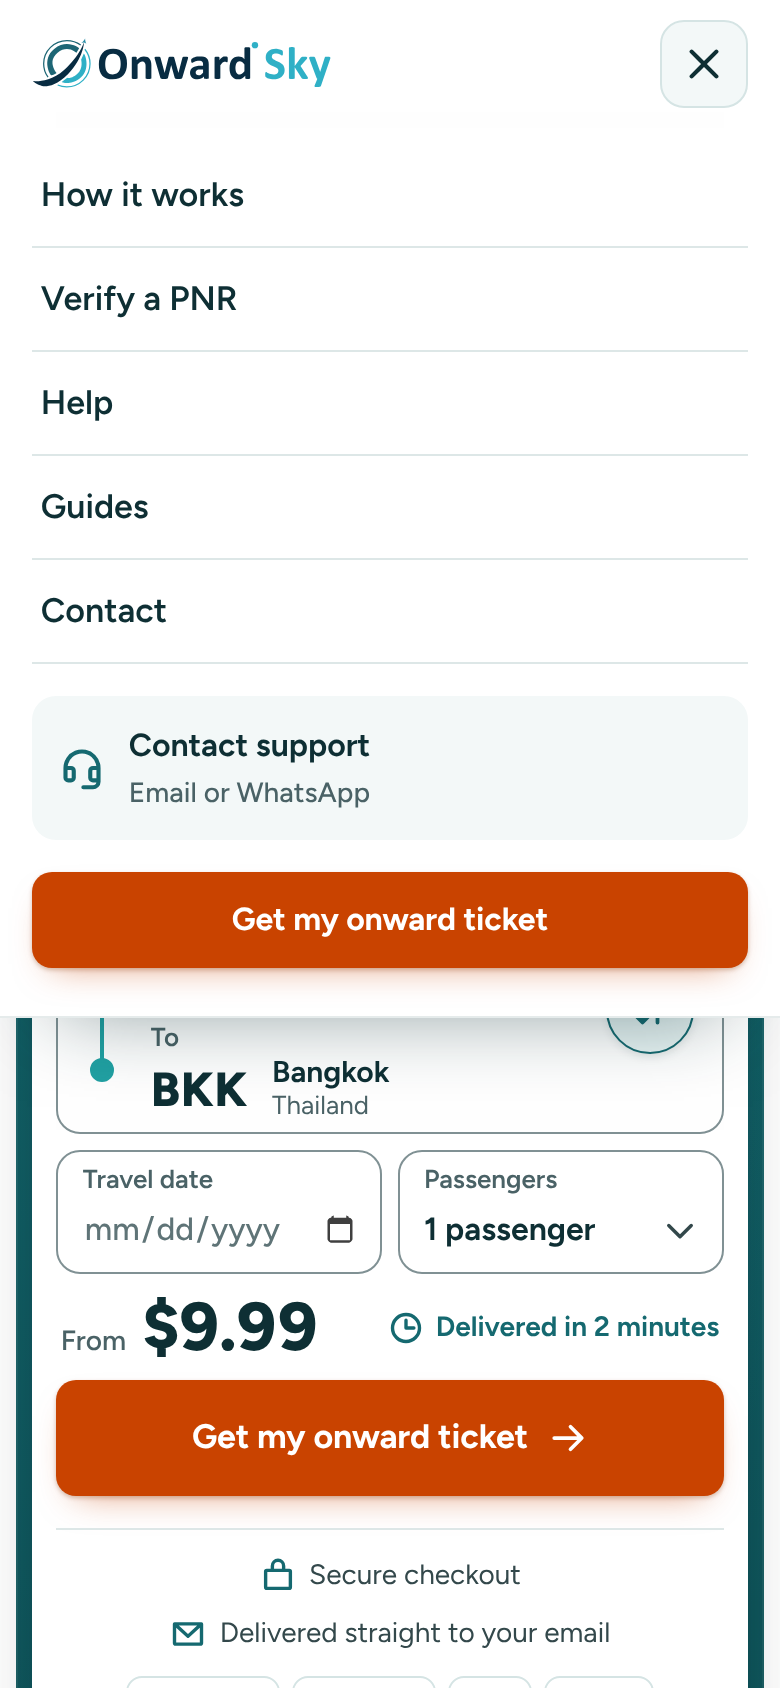 Onward Sky
How it works
Verify a PNR
Help
Guides
Contact
Contact support
Email or WhatsApp
Get my onward ticket
To
BKK
Bangkok
Thailand
Travel date
mm/dd/yyyy
Passengers
1 passenger
From $9.99
Delivered in 2 minutes
Get my onward ticket
Secure checkout
Delivered straight to your email